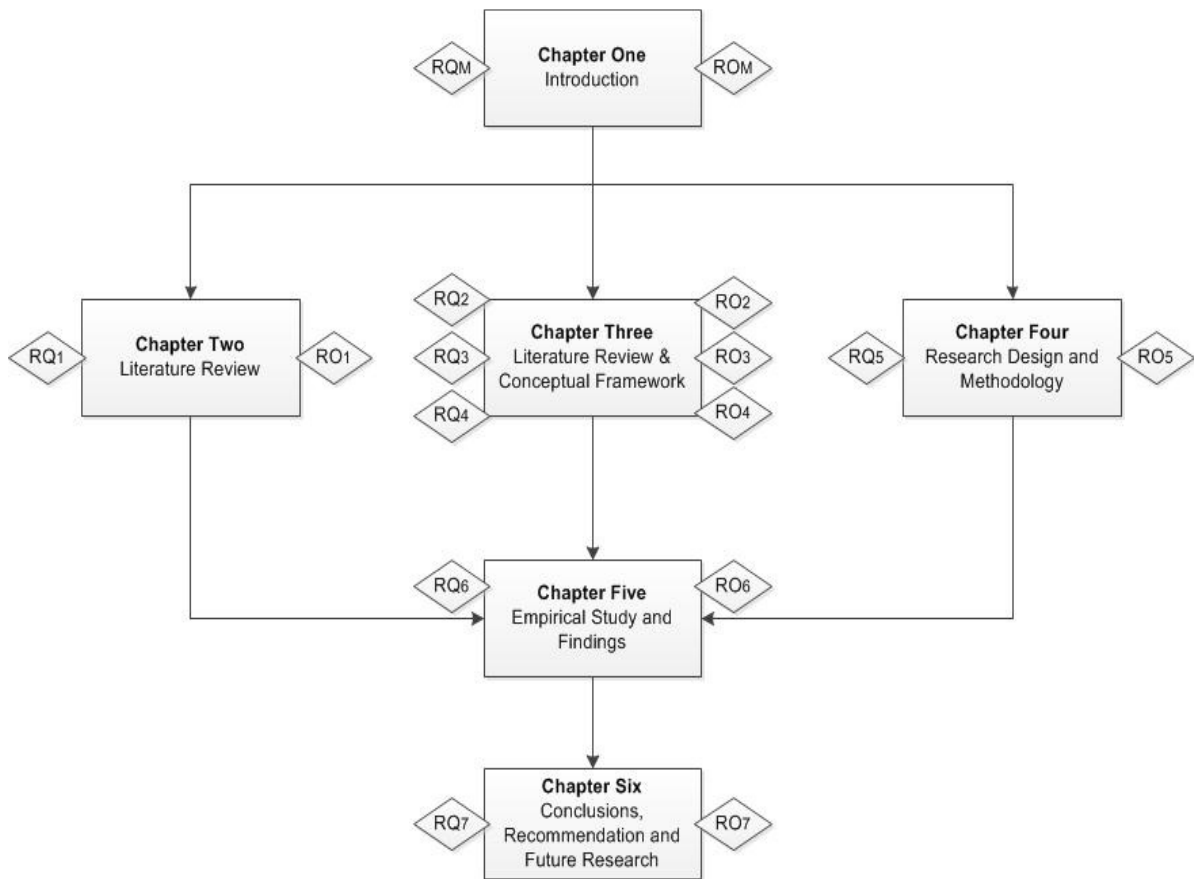 Chapter One
Introduction
RQM
ROM
Chapter Two
Literature Review
RQ1
RO1
Chapter Three
Literature Review &
Conceptual Framework
RQ2
RO2
RQ3
RO3
RQ4
RO4
Chapter Four
Research Design and
Methodology
RQ5
RO5
Chapter Five
Empirical Study and
Findings
RQ6
RO6
Chapter Six
Conclusions,
Recommendation and
Future Research
RQ7
RO7